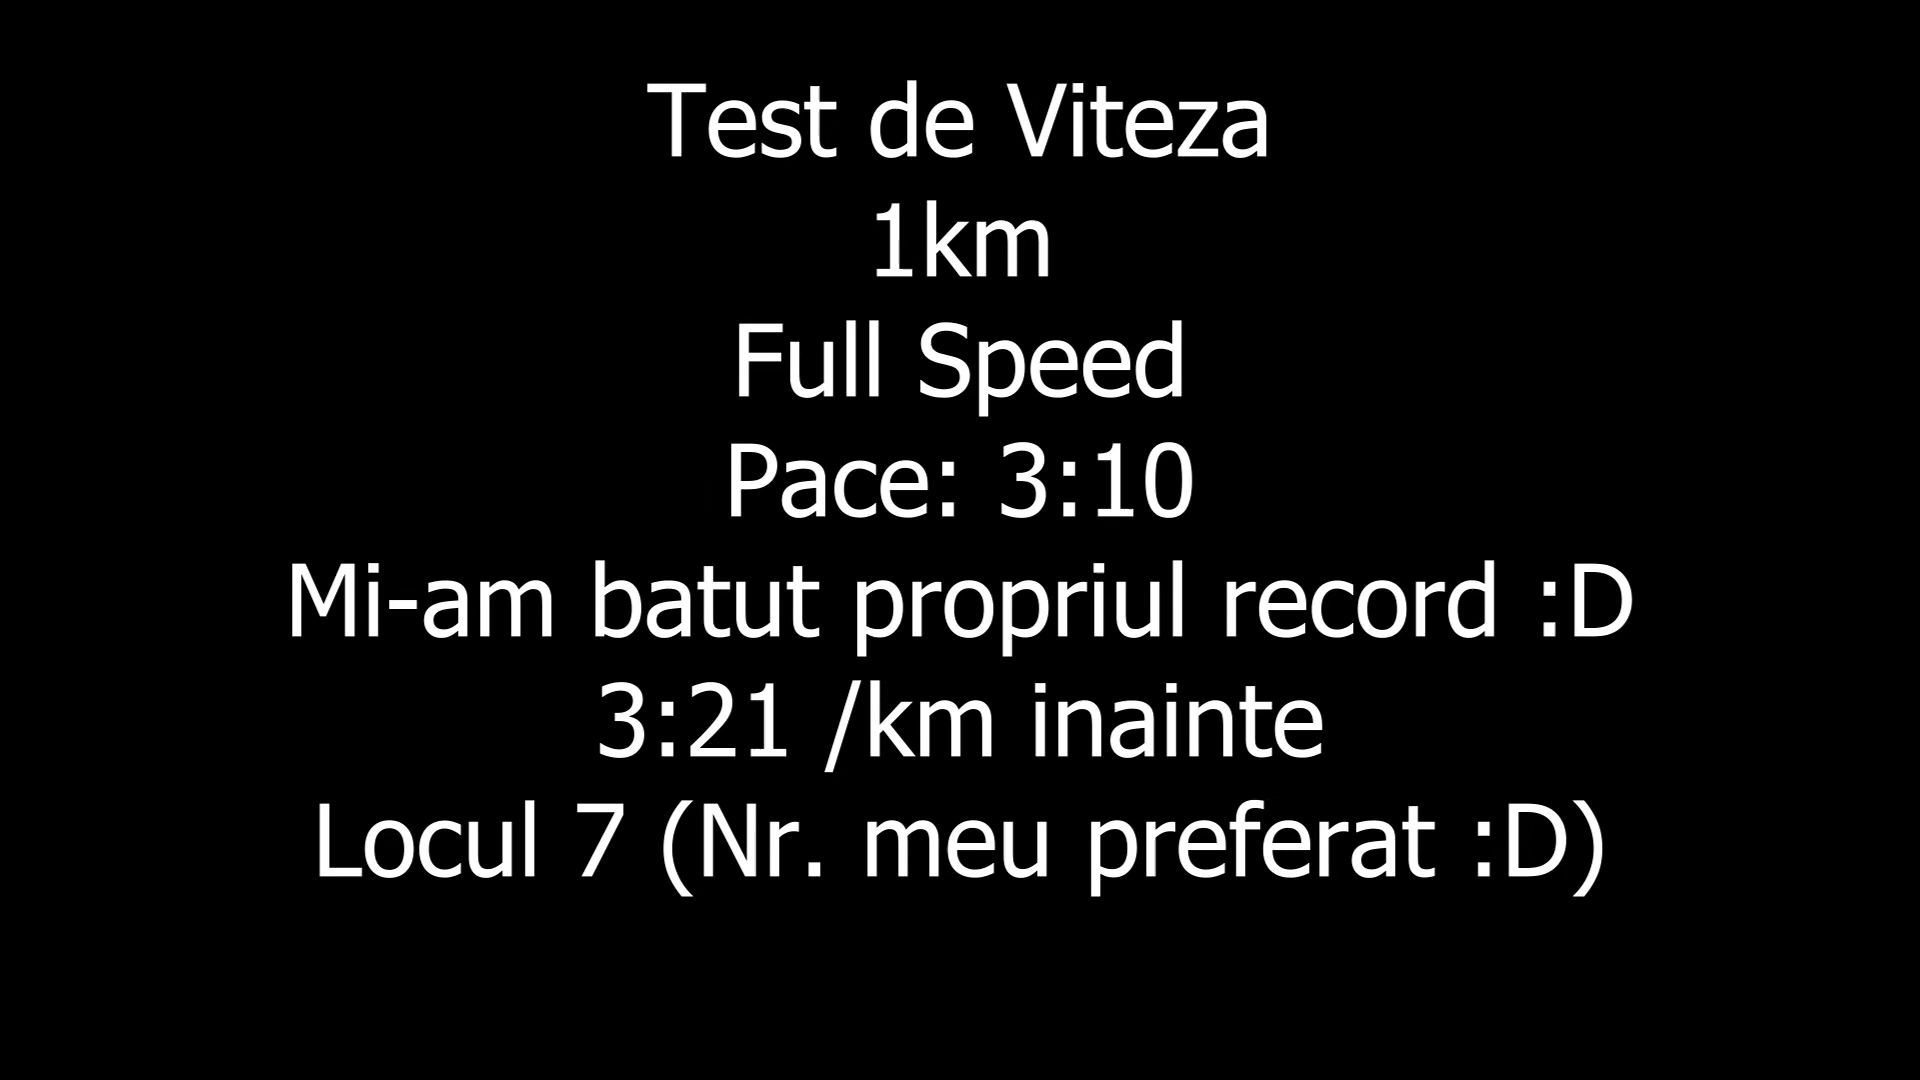 Test de Viteza
1km
Full Speed
Pace: 3:10
Mi-am batut propriul record :D
3:21 /km inainte
Locul 7 (Nr. meu preferat :D)